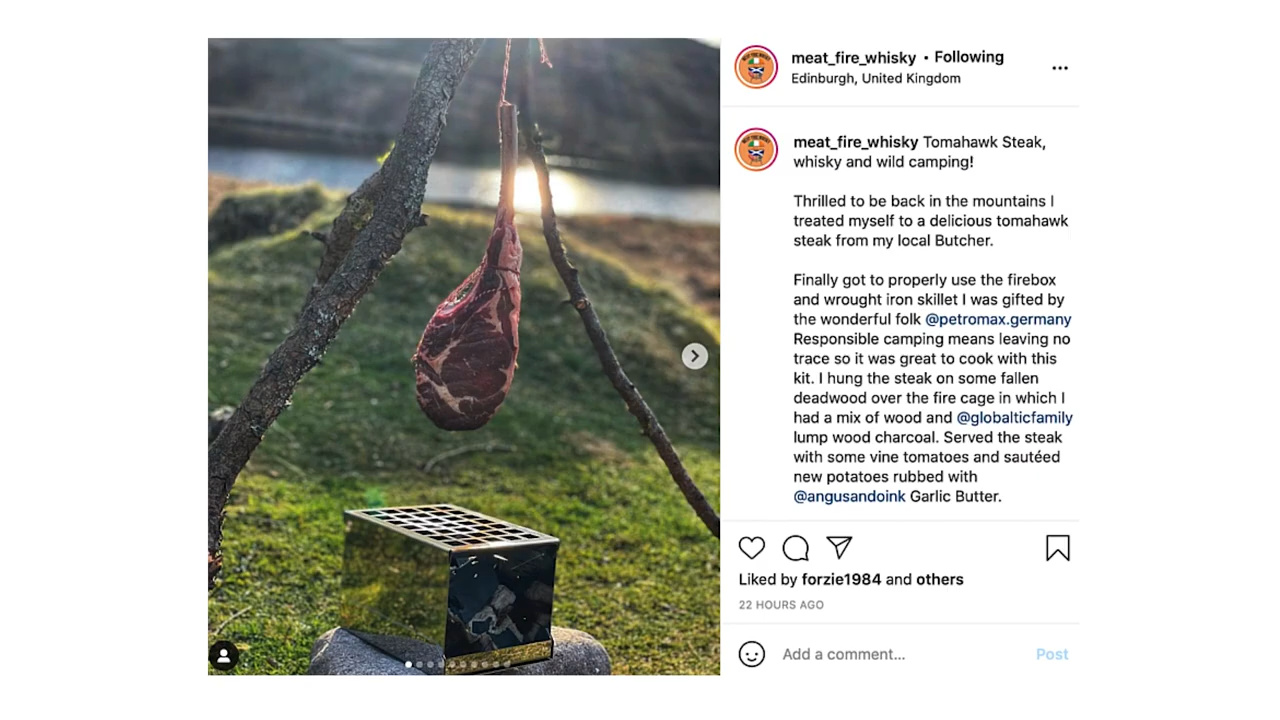 meat_fire_whisky • Following
Edinburgh, United Kingdom
meat_fire_whisky Tomahawk Steak,
whisky and wild camping!
Thrilled to be back in the mountains I
treated myself to a delicious tomahawk
steak from my local Butcher.
Finally got to properly use the firebox
and wrought iron skillet I was gifted by
the wonderful folk @petromax.germany
Responsible camping means leaving no
trace so it was great to cook with this
kit. I hung the steak on some fallen
deadwood over the fire cage in which I
had a mix of wood and @globalticfamily
lump wood charcoal. Served the steak
with some vine tomatoes and sautéed
new potatoes rubbed with
@angusandoink Garlic Butter.
Liked by forzie1984 and others
22 HOURS AGO
Add a comment... Post